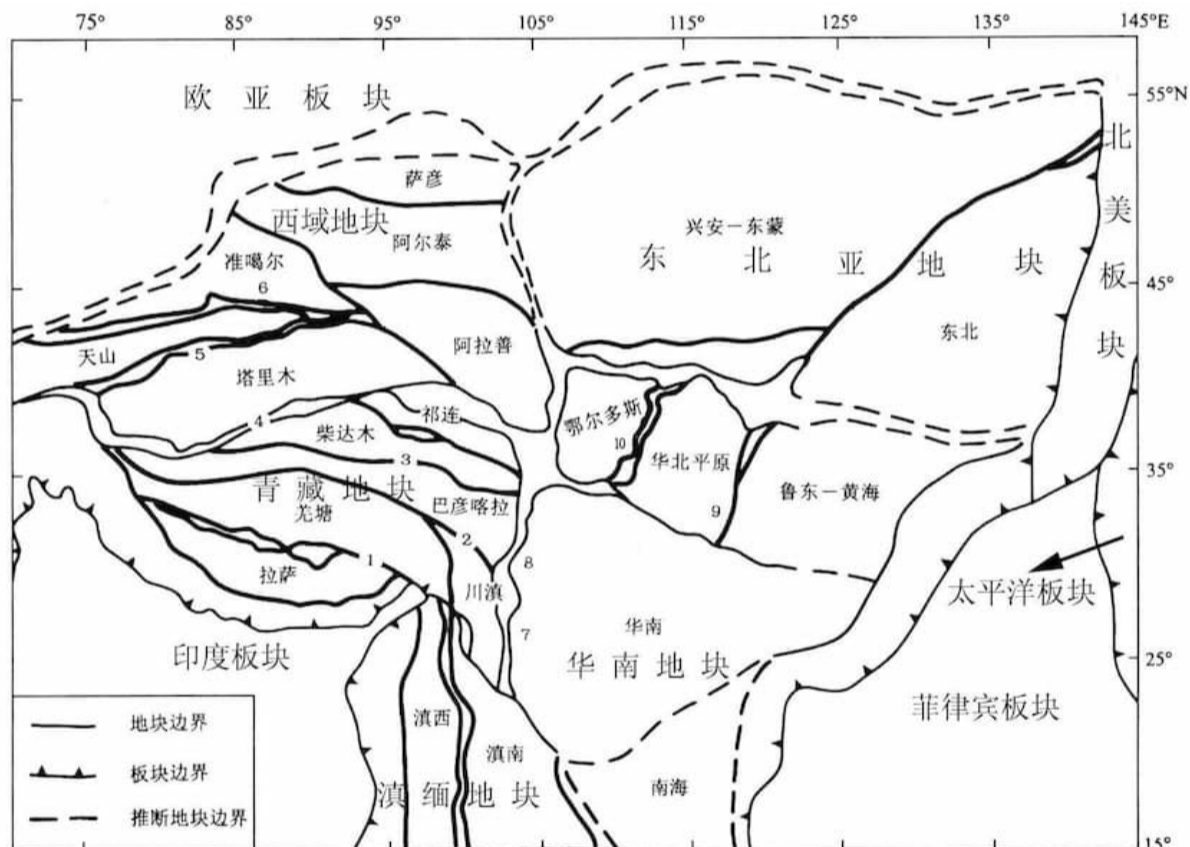 75° 85° 95° 105° 115° 125° 135° 145°E
欧亚板块
55°N
北美板块
萨彦
西域地块
阿尔泰
兴安－东蒙
东北亚地块
准噶尔
6
45°
东北
天山
5
阿拉善
塔里木
4
祁连
鄂尔多斯
10
柴达木
3
华北平原
35°
青藏地块
羌塘
巴彦喀拉
鲁东－黄海
9
2
8
1
拉萨
川滇
太平洋板块
7
华南
印度板块
华南地块
25°
菲律宾板块
地块边界
滇西
滇南
板块边界
滇缅地块
南海
推断地块边界
15°